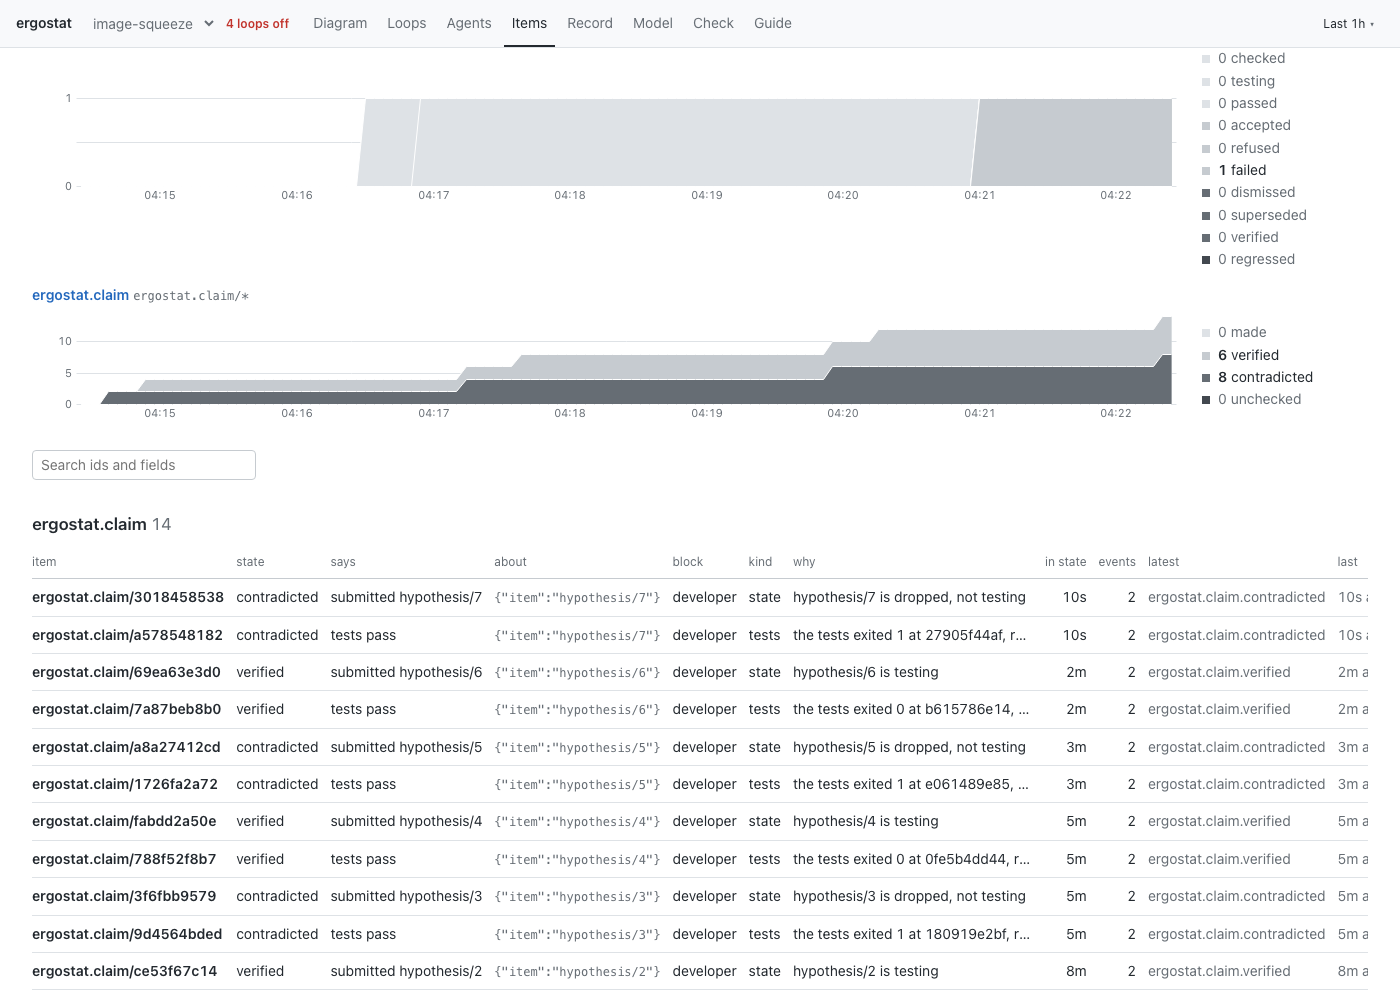 ergostat image-squeeze 4 loops off Diagram Loops Agents Items Record Model Check Guide Last 1h
0 checked
0 testing
0 passed
0 accepted
0 refused
1 failed
0 dismissed
0 superseded
0 verified
0 regressed
1
0
04:15 04:16 04:17 04:18 04:19 04:20 04:21 04:22
ergostat.claim ergostat.claim/*
10
5
0
04:15 04:16 04:17 04:18 04:19 04:20 04:21 04:22
0 made
6 verified
8 contradicted
0 unchecked
Search ids and fields
ergostat.claim 14
item state says about block kind why in state events latest last
ergostat.claim/3018458538 contradicted submitted hypothesis/7 {"item":"hypothesis/7"} developer state hypothesis/7 is dropped, not testing 10s 2 ergostat.claim.contradicted 10s a
ergostat.claim/a578548182 contradicted tests pass {"item":"hypothesis/7"} developer tests the tests exited 1 at 27905f44af, r... 10s 2 ergostat.claim.contradicted 10s a
ergostat.claim/69ea63e3d0 verified submitted hypothesis/6 {"item":"hypothesis/6"} developer state hypothesis/6 is testing 2m 2 ergostat.claim.verified 2m a
ergostat.claim/7a87beb8b0 verified tests pass {"item":"hypothesis/6"} developer tests the tests exited 0 at b615786e14, ... 2m 2 ergostat.claim.verified 2m a
ergostat.claim/a8a27412cd contradicted submitted hypothesis/5 {"item":"hypothesis/5"} developer state hypothesis/5 is dropped, not testing 3m 2 ergostat.claim.contradicted 3m a
ergostat.claim/1726fa2a72 contradicted tests pass {"item":"hypothesis/5"} developer tests the tests exited 1 at e061489e85, ... 3m 2 ergostat.claim.contradicted 3m a
ergostat.claim/fabdd2a50e verified submitted hypothesis/4 {"item":"hypothesis/4"} developer state hypothesis/4 is testing 5m 2 ergostat.claim.verified 5m a
ergostat.claim/788f52f8b7 verified tests pass {"item":"hypothesis/4"} developer tests the tests exited 0 at 0fe5b4dd44, r... 5m 2 ergostat.claim.verified 5m a
ergostat.claim/3f6fbb9579 contradicted submitted hypothesis/3 {"item":"hypothesis/3"} developer state hypothesis/3 is dropped, not testing 5m 2 ergostat.claim.contradicted 5m a
ergostat.claim/9d4564bded contradicted tests pass {"item":"hypothesis/3"} developer tests the tests exited 1 at 180919e2bf, r... 5m 2 ergostat.claim.contradicted 5m a
ergostat.claim/ce53f67c14 verified submitted hypothesis/2 {"item":"hypothesis/2"} developer state hypothesis/2 is testing 8m 2 ergostat.claim.verified 8m a